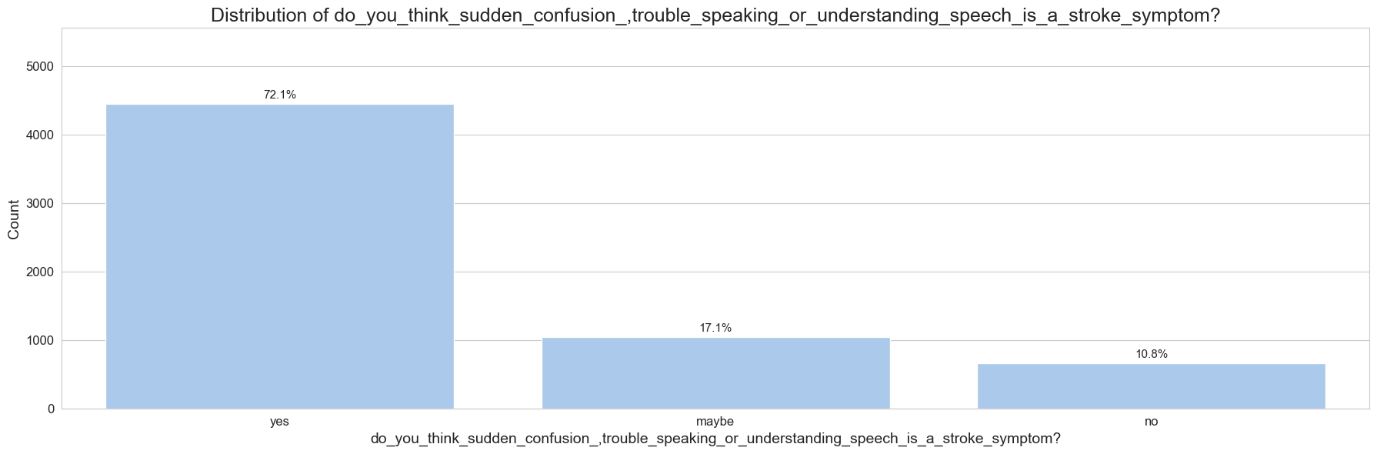 Distribution of do_you_think_sudden_confusion_,trouble_speaking_or_understanding_speech_is_a_stroke_symptom?
5000
72.1%
4000
Count
3000
2000
17.1%
1000
10.8%
0
yes maybe no
do_you_think_sudden_confusion_,trouble_speaking_or_understanding_speech_is_a_stroke_symptom?